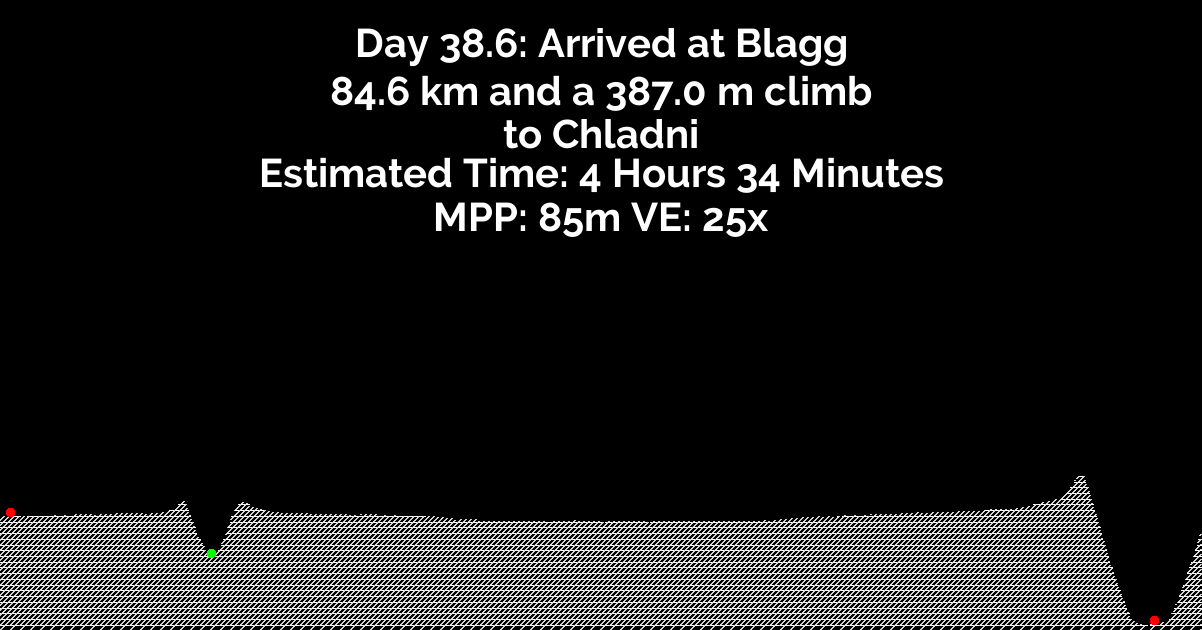 Day 38.6: Arrived at Blagg
84.6 km and a 387.0 m climb
to Chladni
Estimated Time: 4 Hours 34 Minutes
MPP: 85m VE: 25x